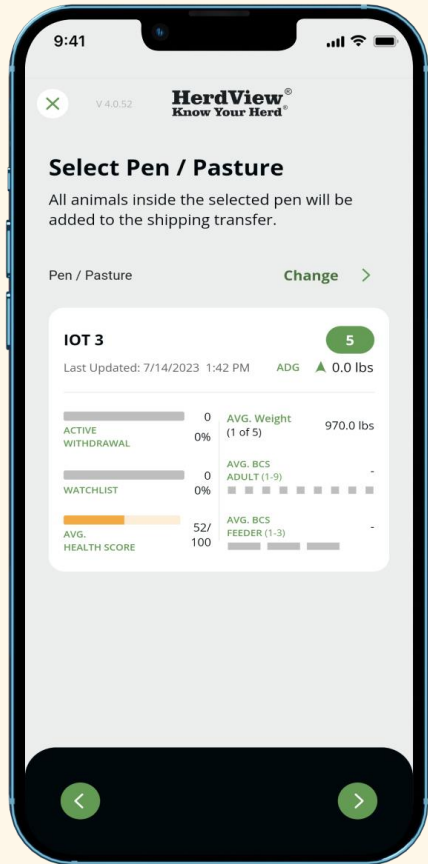 9:41
V 4.0.52
HerdView®
Know Your Herd®
Select Pen / Pasture
All animals inside the selected pen will be
added to the shipping transfer.
Pen / Pasture
Change >
IOT 3
5
Last Updated: 7/14/2023 1:42 PM
ADG ▲ 0.0 lbs
0
ACTIVE
WITHDRAWAL
0%
0
WATCHLIST
0%
52/
100
AVG.
HEALTH SCORE
AVG. Weight
(1 of 5)
970.0 lbs
AVG. BCS
ADULT (1-9)
-
AVG. BCS
FEEDER (1-3)
-